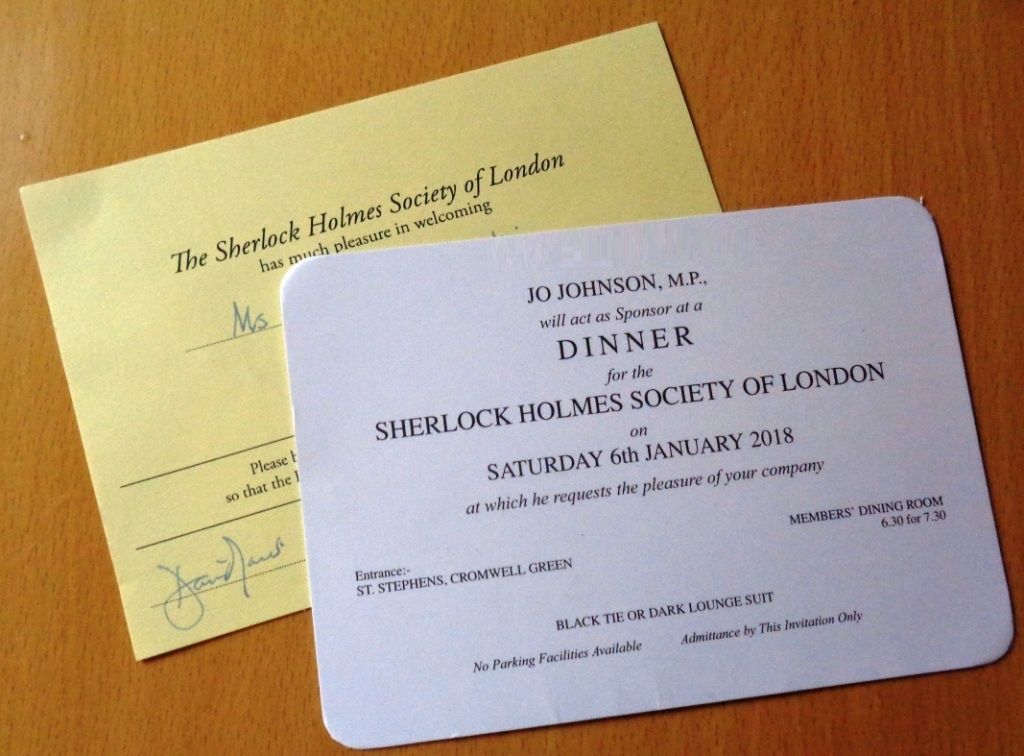 The Sherlock Holmes Society of London
has much pleasure in welcoming
Ms
Please
so that the
JO JOHNSON, M.P.,
will act as Sponsor at a
DINNER
for the
SHERLOCK HOLMES SOCIETY OF LONDON
on
SATURDAY 6th JANUARY 2018
at which he requests the pleasure of your company
MEMBERS' DINING ROOM
6.30 for 7.30
Entrance:-
ST. STEPHENS, CROMWELL GREEN
BLACK TIE OR DARK LOUNGE SUIT
No Parking Facilities Available Admittance by This Invitation Only